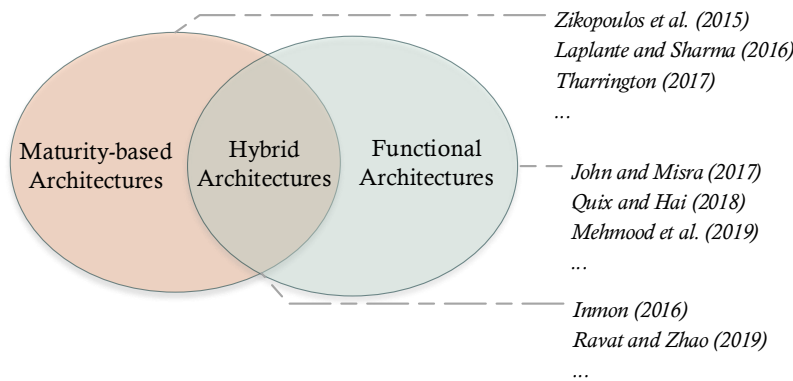 Zikopoulos et al. (2015)
Laplante and Sharma (2016)
Tharrington (2017)
...
Maturity-based
Architectures
Hybrid
Architectures
Functional
Architectures
John and Misra (2017)
Quix and Hai (2018)
Mehmood et al. (2019)
...
Inmon (2016)
Ravat and Zhao (2019)
...